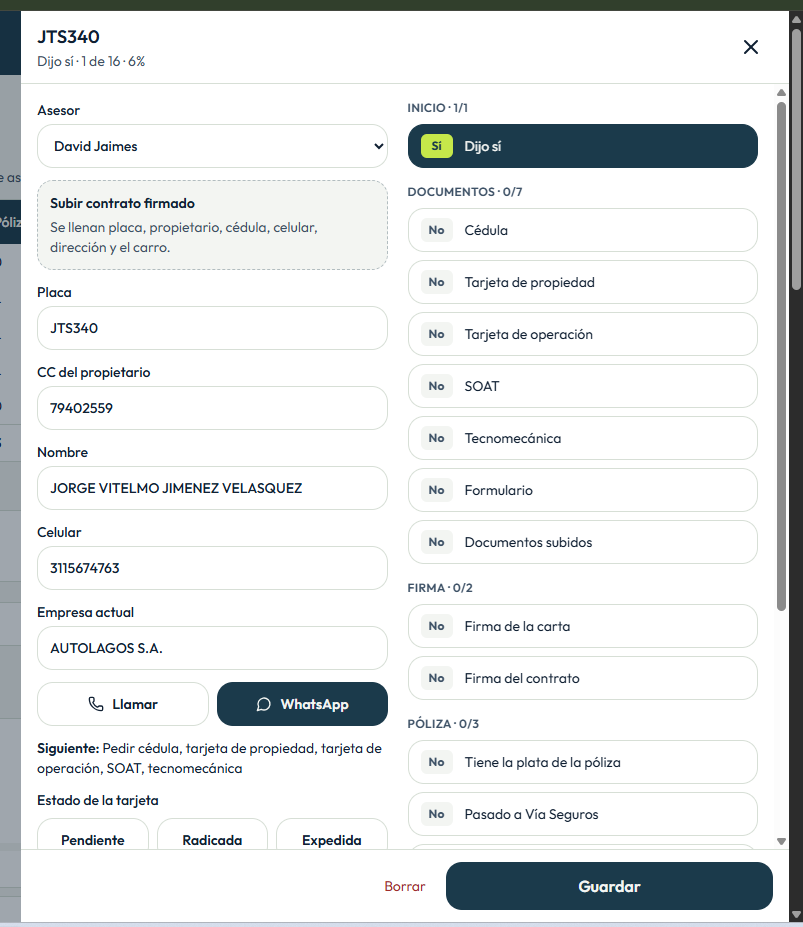 JTS340
Dijo sí · 1 de 16 · 6%
Asesor
David Jaimes
Subir contrato firmado
Se llenan placa, propietario, cédula, celular,
dirección y el carro.
Placa
JTS340
CC del propietario
79402559
Nombre
JORGE VITELMO JIMENEZ VELASQUEZ
Celular
3115674763
Empresa actual
AUTOLAGOS S.A.
Llamar
WhatsApp
Siguiente: Pedir cédula, tarjeta de propiedad, tarjeta de
operación, SOAT, tecnomecánica
Estado de la tarjeta
Pendiente
Radicada
Expedida
INICIO · 1/1
Sí Dijo sí
DOCUMENTOS · 0/7
No Cédula
No Tarjeta de propiedad
No Tarjeta de operación
No SOAT
No Tecnomecánica
No Formulario
No Documentos subidos
FIRMA · 0/2
No Firma de la carta
No Firma del contrato
PÓLIZA · 0/3
No Tiene la plata de la póliza
No Pasado a Vía Seguros
Borrar
Guardar